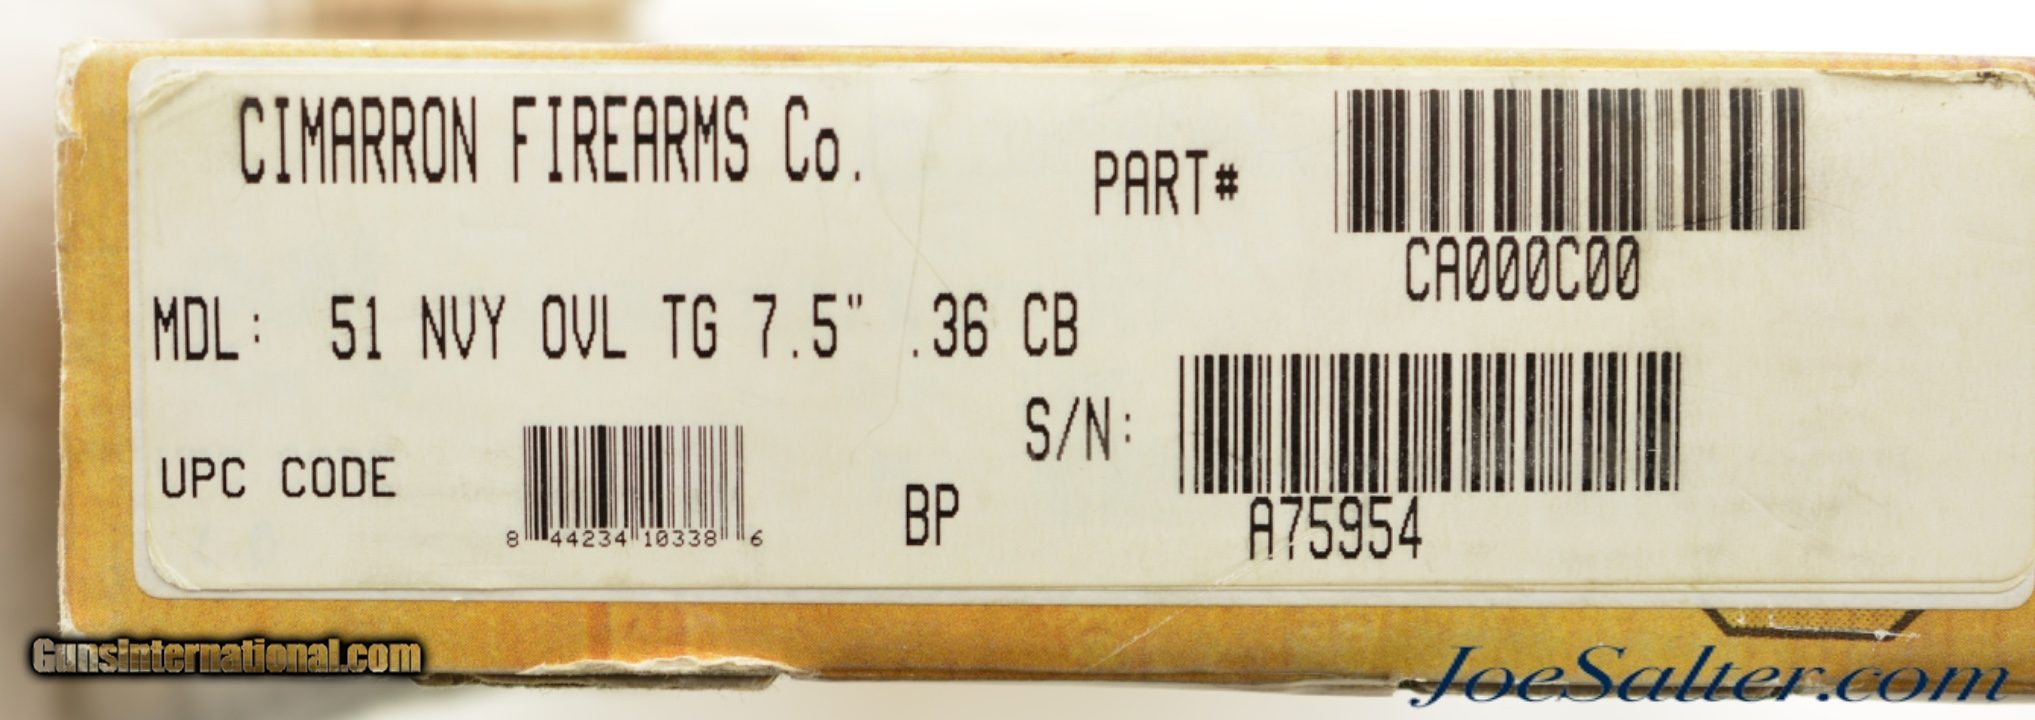 CIMARRON FIREARMS Co.
PART#
CA000C00
MDL: 51 NVY OVL TG 7.5" .36 CB
S/N:
A75954
UPC CODE
8 44234 10338 6
BP
GunsInternational.com
JoeSalter.com